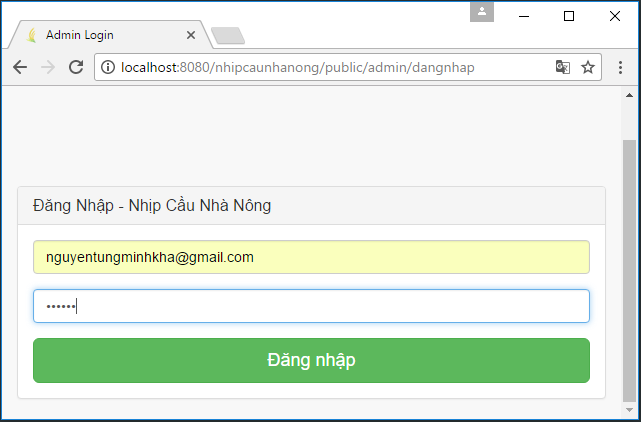 Admin Login
localhost:8080/nhipcaunhanong/public/admin/dangnhap
Đăng Nhập - Nhịp Cầu Nhà Nông
nguyentungminhkha@gmail.com
••••••
Đăng nhập